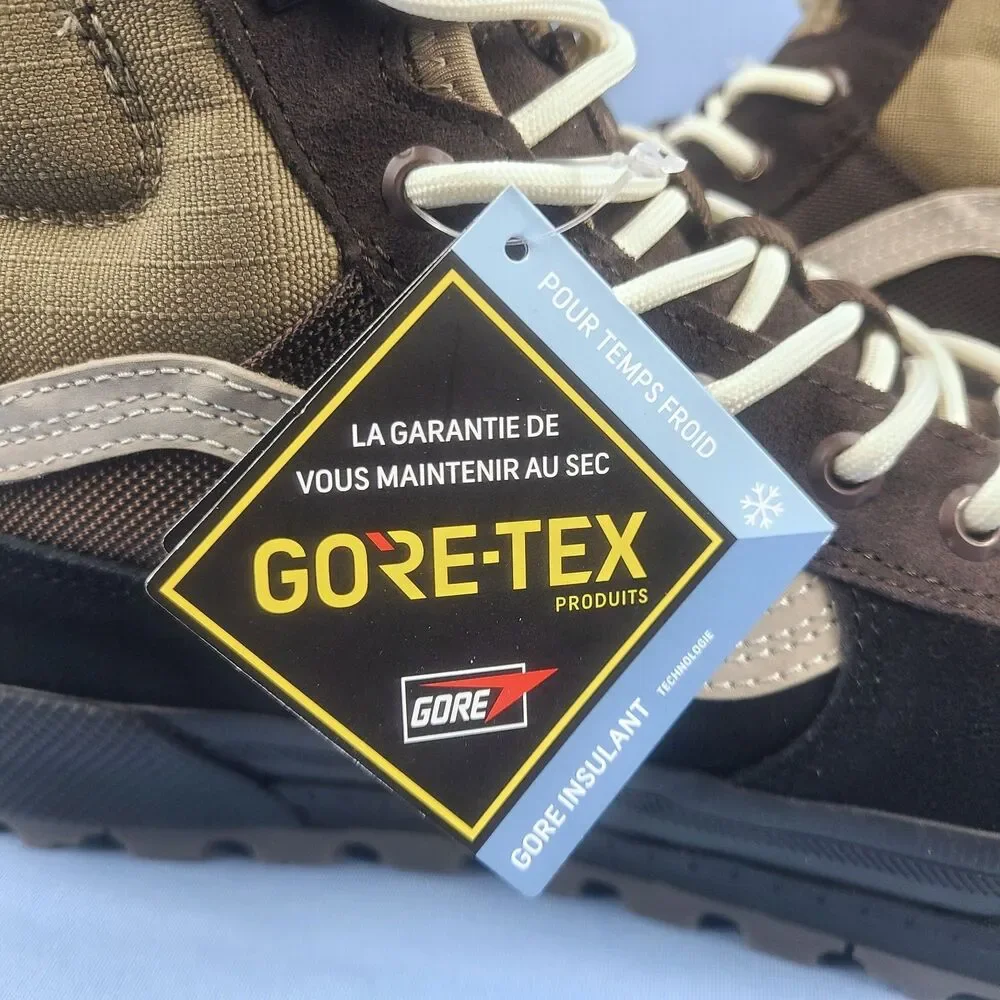 POUR TEMPS FROID
LA GARANTIE DE
VOUS MAINTENIR AU SEC
GORE-TEX
PRODUITS
GORE
GORE INSULANT TECHNOLOGIE